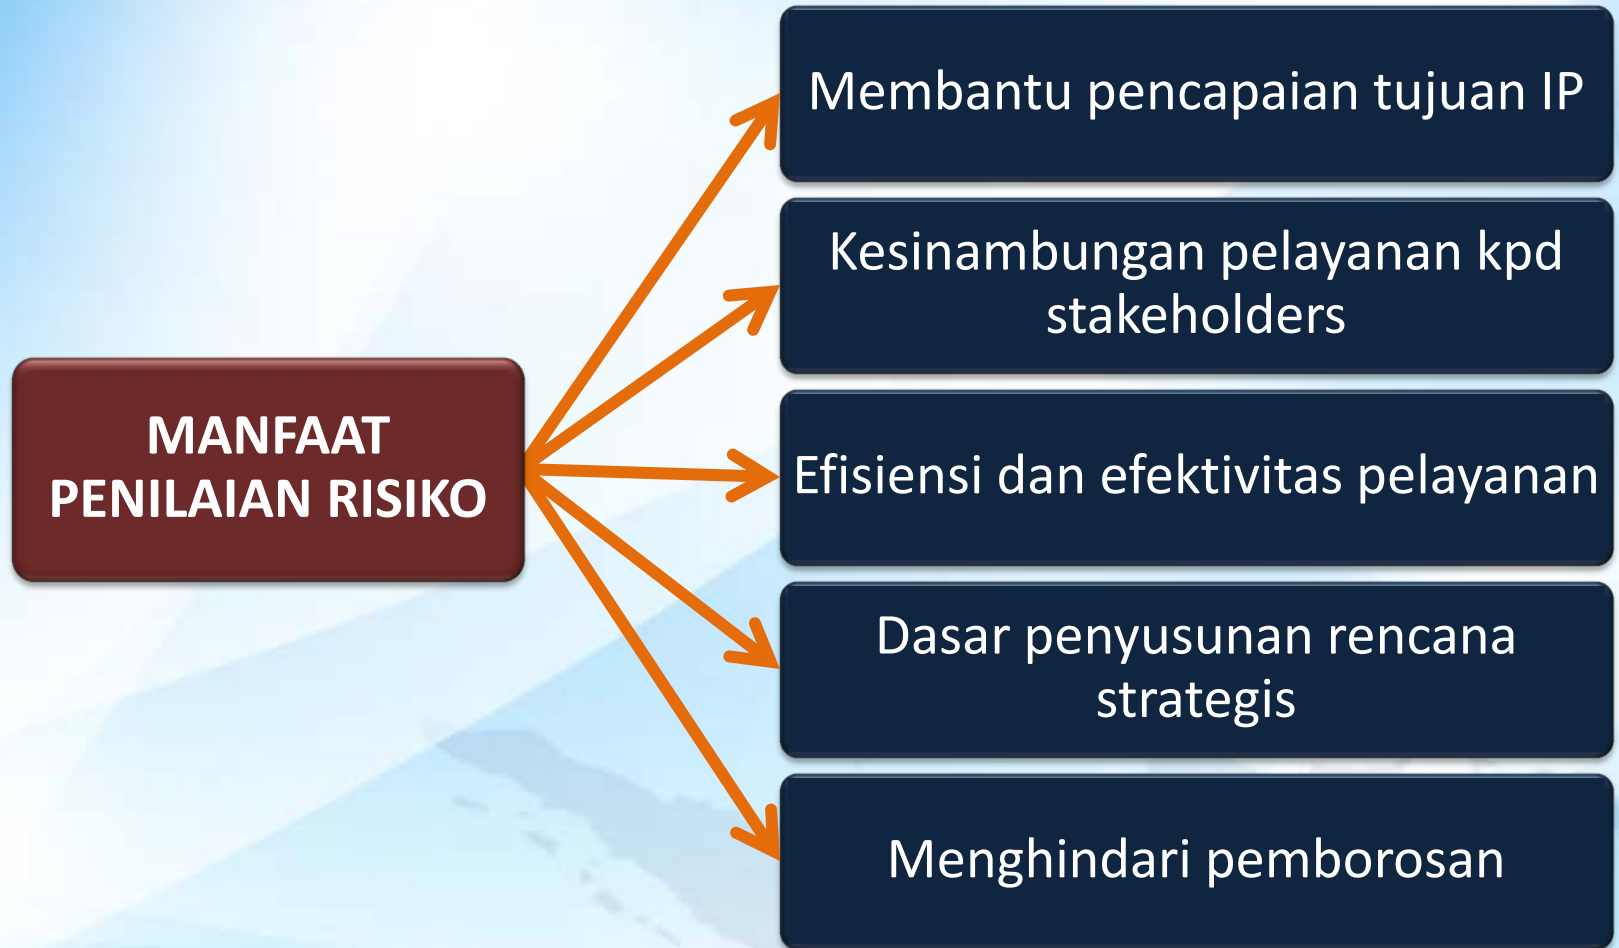 MANFAAT
PENILAIAN RISIKO
Membantu pencapaian tujuan IP
Kesinambungan pelayanan kpd
stakeholders
Efisiensi dan efektivitas pelayanan
Dasar penyusunan rencana
strategis
Menghindari pemborosan